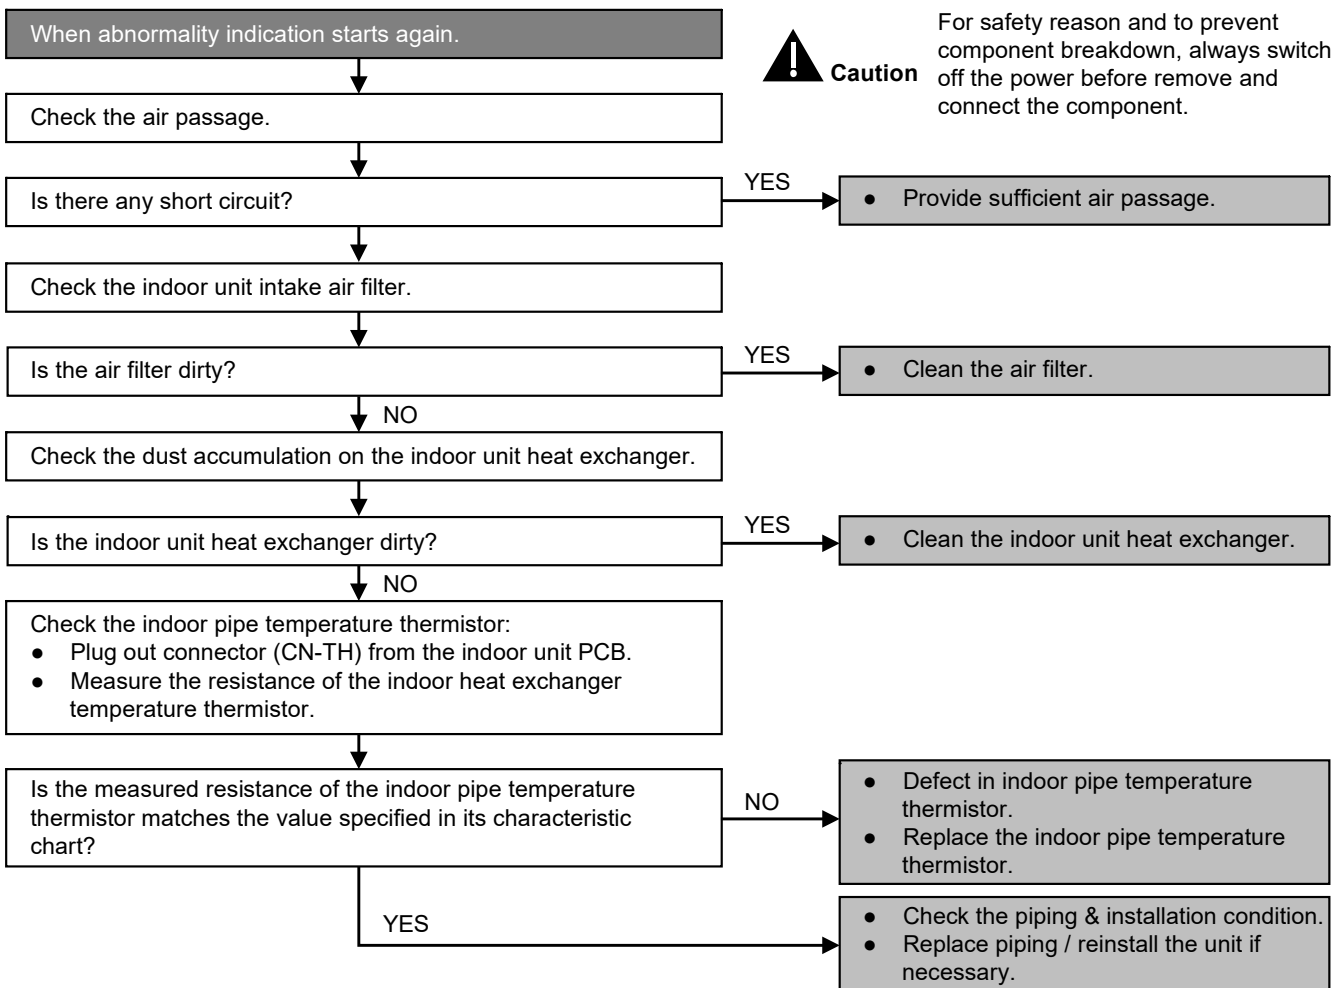 When abnormality indication starts again.
Caution
For safety reason and to prevent
component breakdown, always switch
off the power before remove and
connect the component.
Check the air passage.
Is there any short circuit?
YES
● Provide sufficient air passage.
Check the indoor unit intake air filter.
Is the air filter dirty?
YES
● Clean the air filter.
NO
Check the dust accumulation on the indoor unit heat exchanger.
Is the indoor unit heat exchanger dirty?
YES
● Clean the indoor unit heat exchanger.
NO
Check the indoor pipe temperature thermistor:
● Plug out connector (CN-TH) from the indoor unit PCB.
● Measure the resistance of the indoor heat exchanger
temperature thermistor.
Is the measured resistance of the indoor pipe temperature
thermistor matches the value specified in its characteristic
chart?
NO
● Defect in indoor pipe temperature
thermistor.
● Replace the indoor pipe temperature
thermistor.
YES
● Check the piping & installation condition.
● Replace piping / reinstall the unit if
necessary.